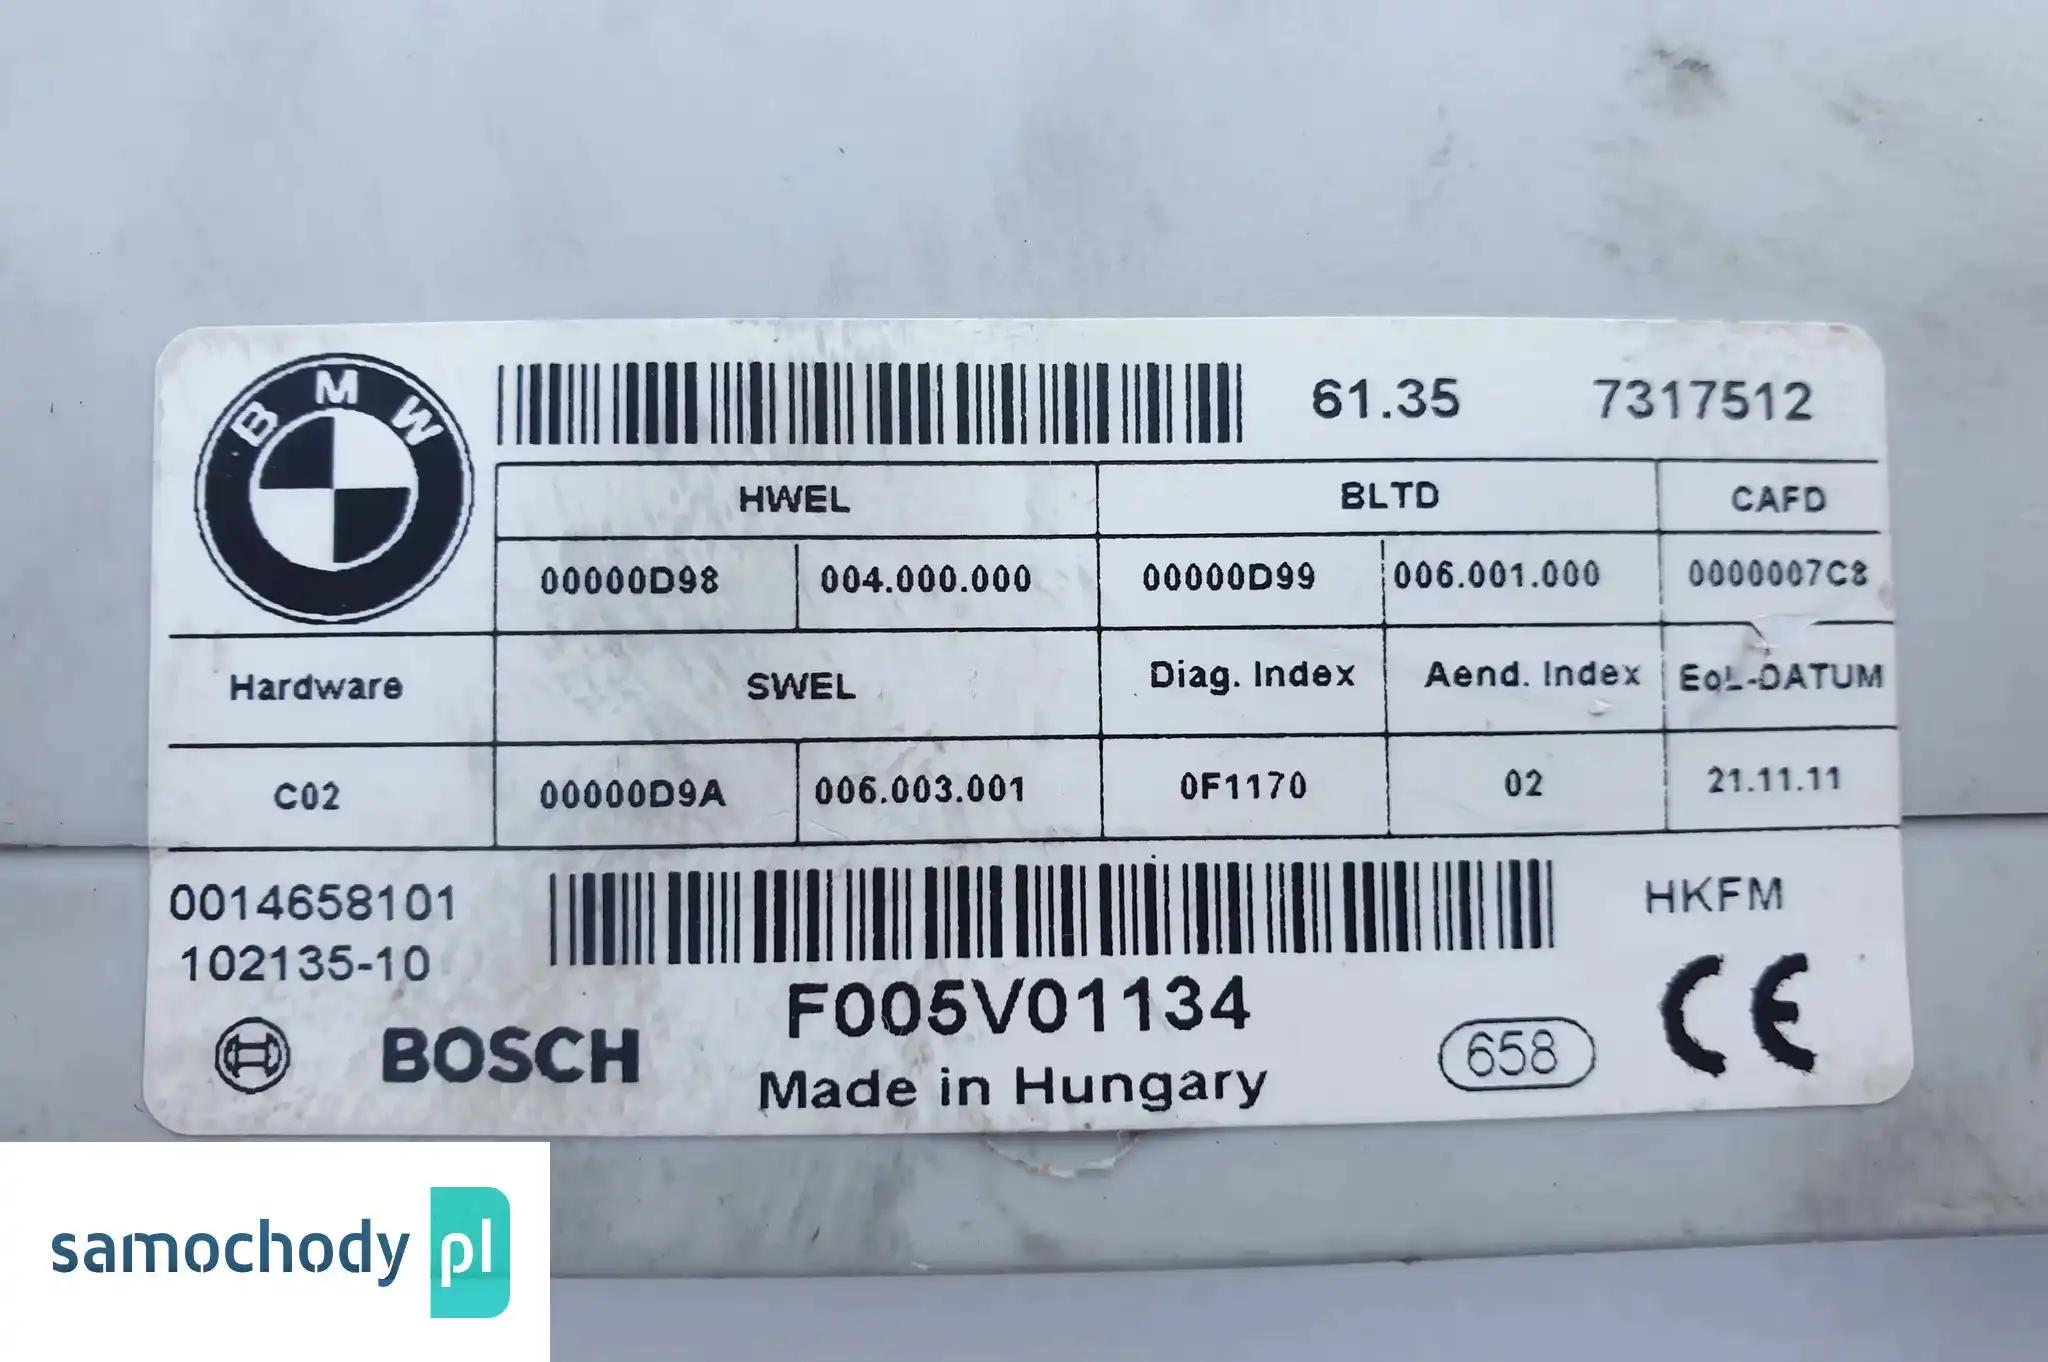 BMW
61.35 7317512
HWEL BLTD CAFD
00000D98 004.000.000 00000D99 006.001.000 0000007C8
Hardware SWEL Diag. Index Aend. Index EoL-DATUM
C02 00000D9A 006.003.001 0F1170 02 21.11.11
0014658101 HKFM
102135-10
F005V01134
BOSCH 658 CE
Made in Hungary
samochody pl